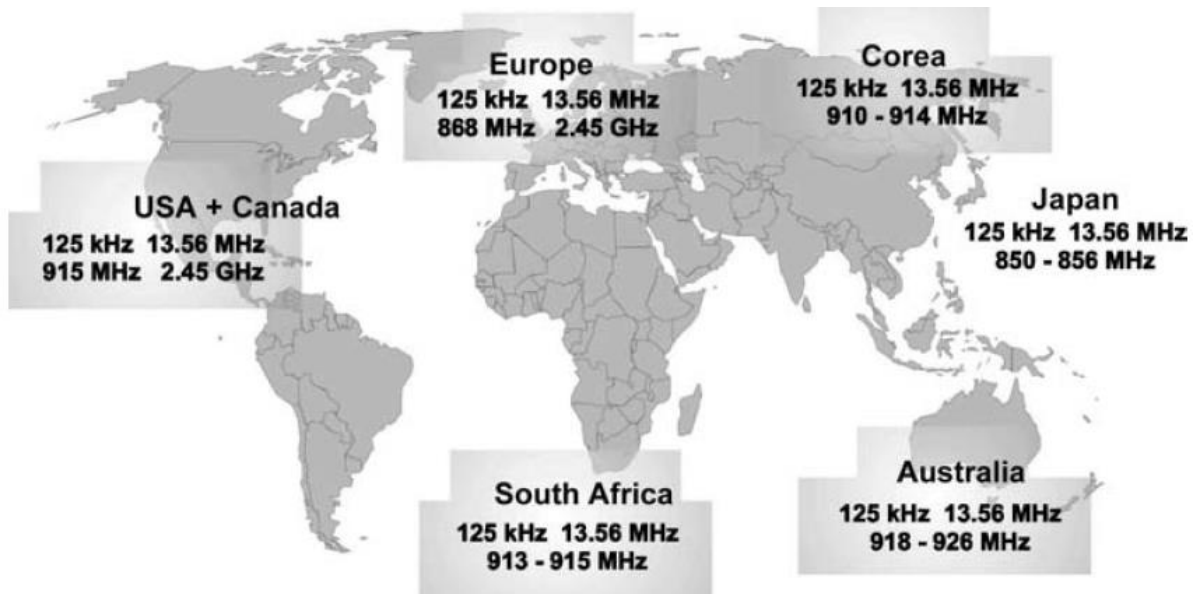 Europe
125 kHz 13.56 MHz
868 MHz 2.45 GHz
Corea
125 kHz 13.56 MHz
910 - 914 MHz
USA + Canada
125 kHz 13.56 MHz
915 MHz 2.45 GHz
Japan
125 kHz 13.56 MHz
850 - 856 MHz
South Africa
125 kHz 13.56 MHz
913 - 915 MHz
Australia
125 kHz 13.56 MHz
918 - 926 MHz